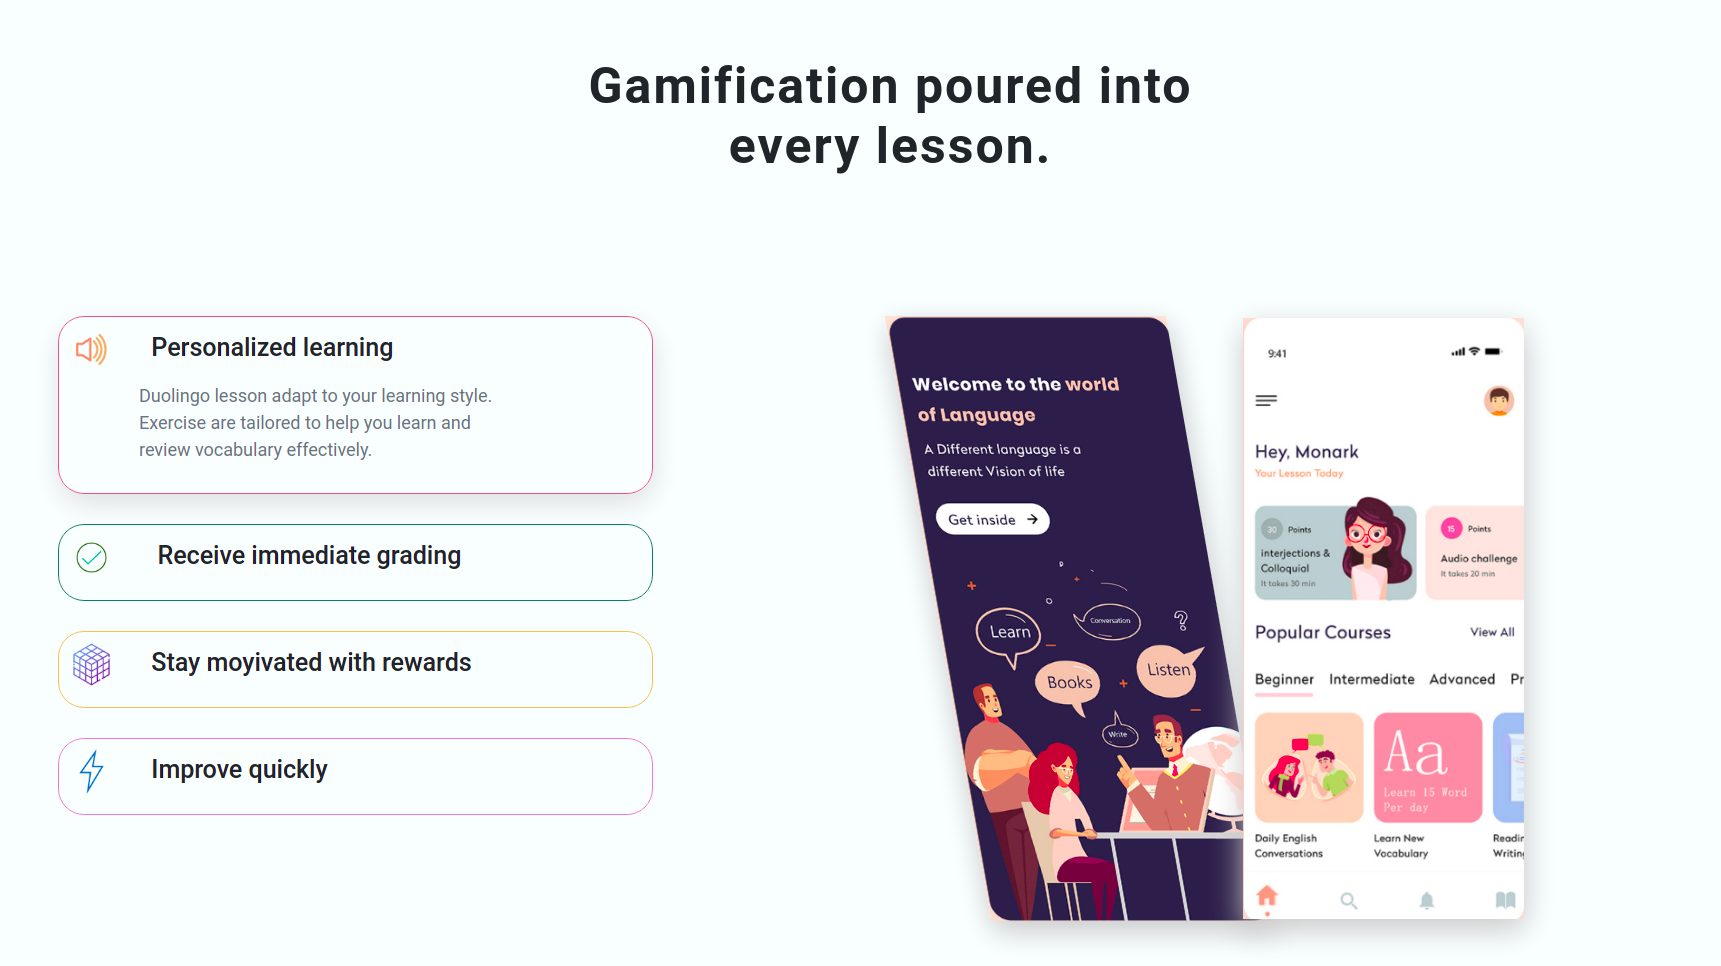 Gamification poured into
every lesson.
Personalized learning
Duolingo lesson adapt to your learning style.
Exercise are tailored to help you learn and
review vocabulary effectively.
Receive immediate grading
Stay moyivated with rewards
Improve quickly
Welcome to the world
of Language
A Different language is a
different Vision of life
Get inside
Learn
Conversation
?
Books
Listen
Write
9:41
Hey, Monark
Your Lesson Today
30 Points
interjections &
Colloquial
It takes 30 min
15 Points
Audio challenge
It takes 20 min
Popular Courses
View All
Beginner Intermediate Advanced Pr
Aa
Learn 15 Word
Per day
Daily English
Conversations
Learn New
Vocabulary
Readin
Writing